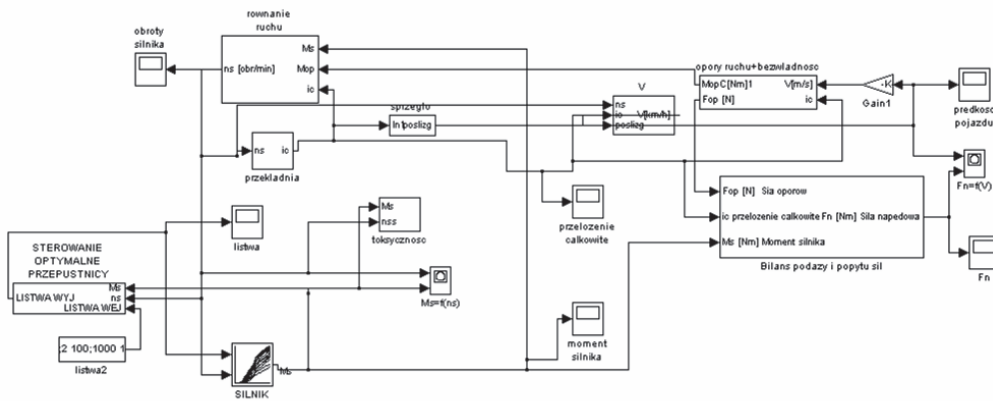 rownanie
ruchu
obroty
silnika
ns [obr/min]
Ms
Mop
ic
opory ruchu+bezwladnosc
MopC[Nm]1
V[m/s]
Fop [N]
ic
-K-
Gain1
predkosc
pojazdu
V
ns
ic
V[km/h]
poslizg
sprzeglo
In1poslizg
ns
ic
przekladnia
Fn=f(V)
Fop [N] Sia oporow
ic przelozenie calkowite
Fn [Nm] Sila napedowa
Ms [Nm] Moment silnika
Bilans podazy i popytu sil
Fn
przelozenie
calkowite
Ms
nss
toksycznosc
listwa
STEROWANIE
OPTYMALNE
PRZEPUSTNICY
Ms
LISTWA WYJ
ns
LISTWA WEJ
Ms=f(ns)
;2 100;1000 1
listwa2
Ms
SILNIK
moment
silnika